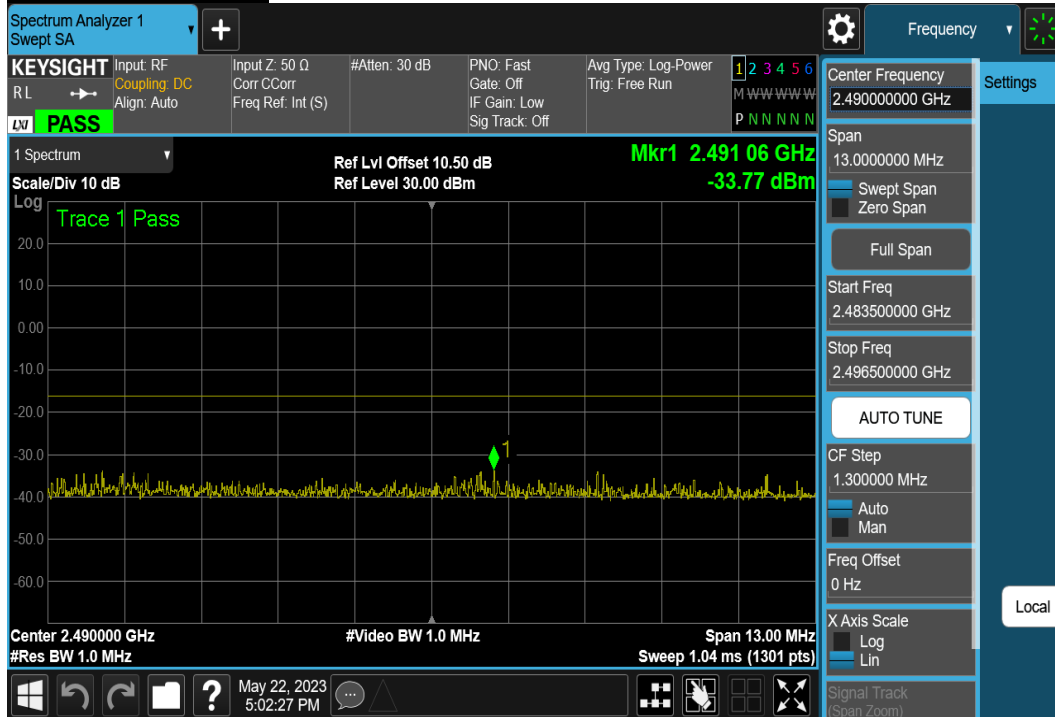 Spectrum Analyzer 1
Swept SA
Frequency
KEYSIGHT
RL
LXI PASS
Input: RF
Coupling: DC
Align: Auto
Input Z: 50 Ω
Corr CCorr
Freq Ref: Int (S)
#Atten: 30 dB
PNO: Fast
Gate: Off
IF Gain: Low
Sig Track: Off
Avg Type: Log-Power
Trig: Free Run
1 2 3 4 5 6
M W W W W W
P N N N N N
1 Spectrum
Scale/Div 10 dB
Ref Lvl Offset 10.50 dB
Ref Level 30.00 dBm
Mkr1 2.491 06 GHz
-33.77 dBm
Log
Trace 1 Pass
20.0
10.0
0.00
-10.0
-20.0
-30.0
-40.0
-50.0
-60.0
1
Center 2.490000 GHz
#Res BW 1.0 MHz
#Video BW 1.0 MHz
Span 13.00 MHz
Sweep 1.04 ms (1301 pts)
Center Frequency
2.490000000 GHz
Span
13.0000000 MHz
Swept Span
Zero Span
Full Span
Start Freq
2.483500000 GHz
Stop Freq
2.496500000 GHz
AUTO TUNE
CF Step
1.300000 MHz
Auto
Man
Freq Offset
0 Hz
X Axis Scale
Log
Lin
Signal Track
(Span Zoom)
Settings
Local
May 22, 2023
5:02:27 PM